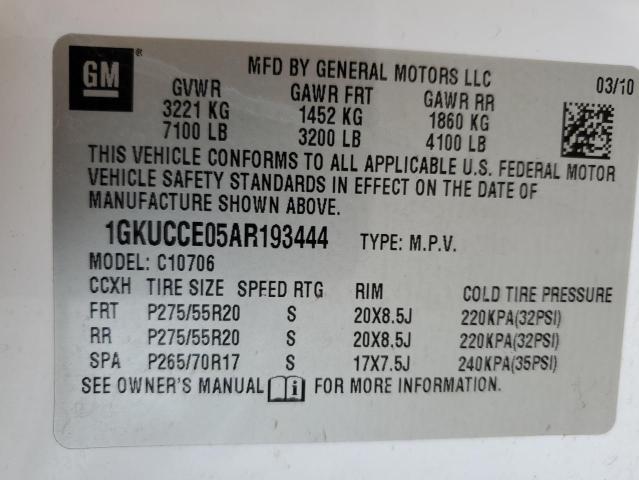 GM ®
MFD BY GENERAL MOTORS LLC 03/10
GVWR GAWR FRT GAWR RR
3221 KG 1452 KG 1860 KG
7100 LB 3200 LB 4100 LB
THIS VEHICLE CONFORMS TO ALL APPLICABLE U.S. FEDERAL MOTOR
VEHICLE SAFETY STANDARDS IN EFFECT ON THE DATE OF
MANUFACTURE SHOWN ABOVE.
1GKUCCE05AR193444 TYPE: M.P.V.
MODEL: C10706
CCXH TIRE SIZE SPEED RTG RIM COLD TIRE PRESSURE
FRT P275/55R20 S 20X8.5J 220KPA(32PSI)
RR P275/55R20 S 20X8.5J 220KPA(32PSI)
SPA P265/70R17 S 17X7.5J 240KPA(35PSI)
SEE OWNER'S MANUAL i FOR MORE INFORMATION.